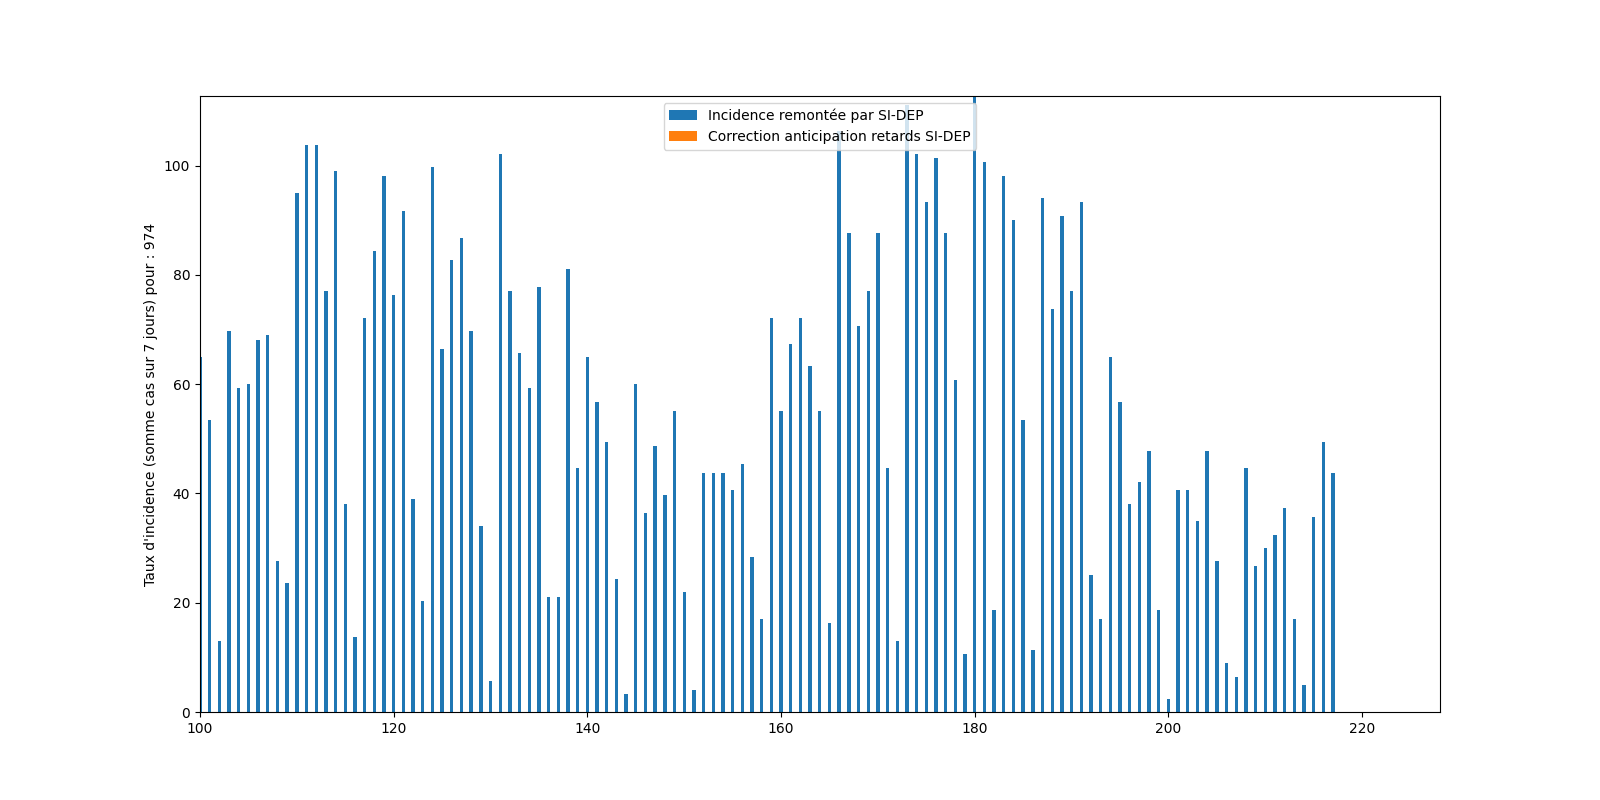 Incidence remontée par SI-DEP
Correction anticipation retards SI-DEP
Taux d'incidence (somme cas sur 7 jours) pour : 974
100
80
60
40
20
0
100 120 140 160 180 200 220